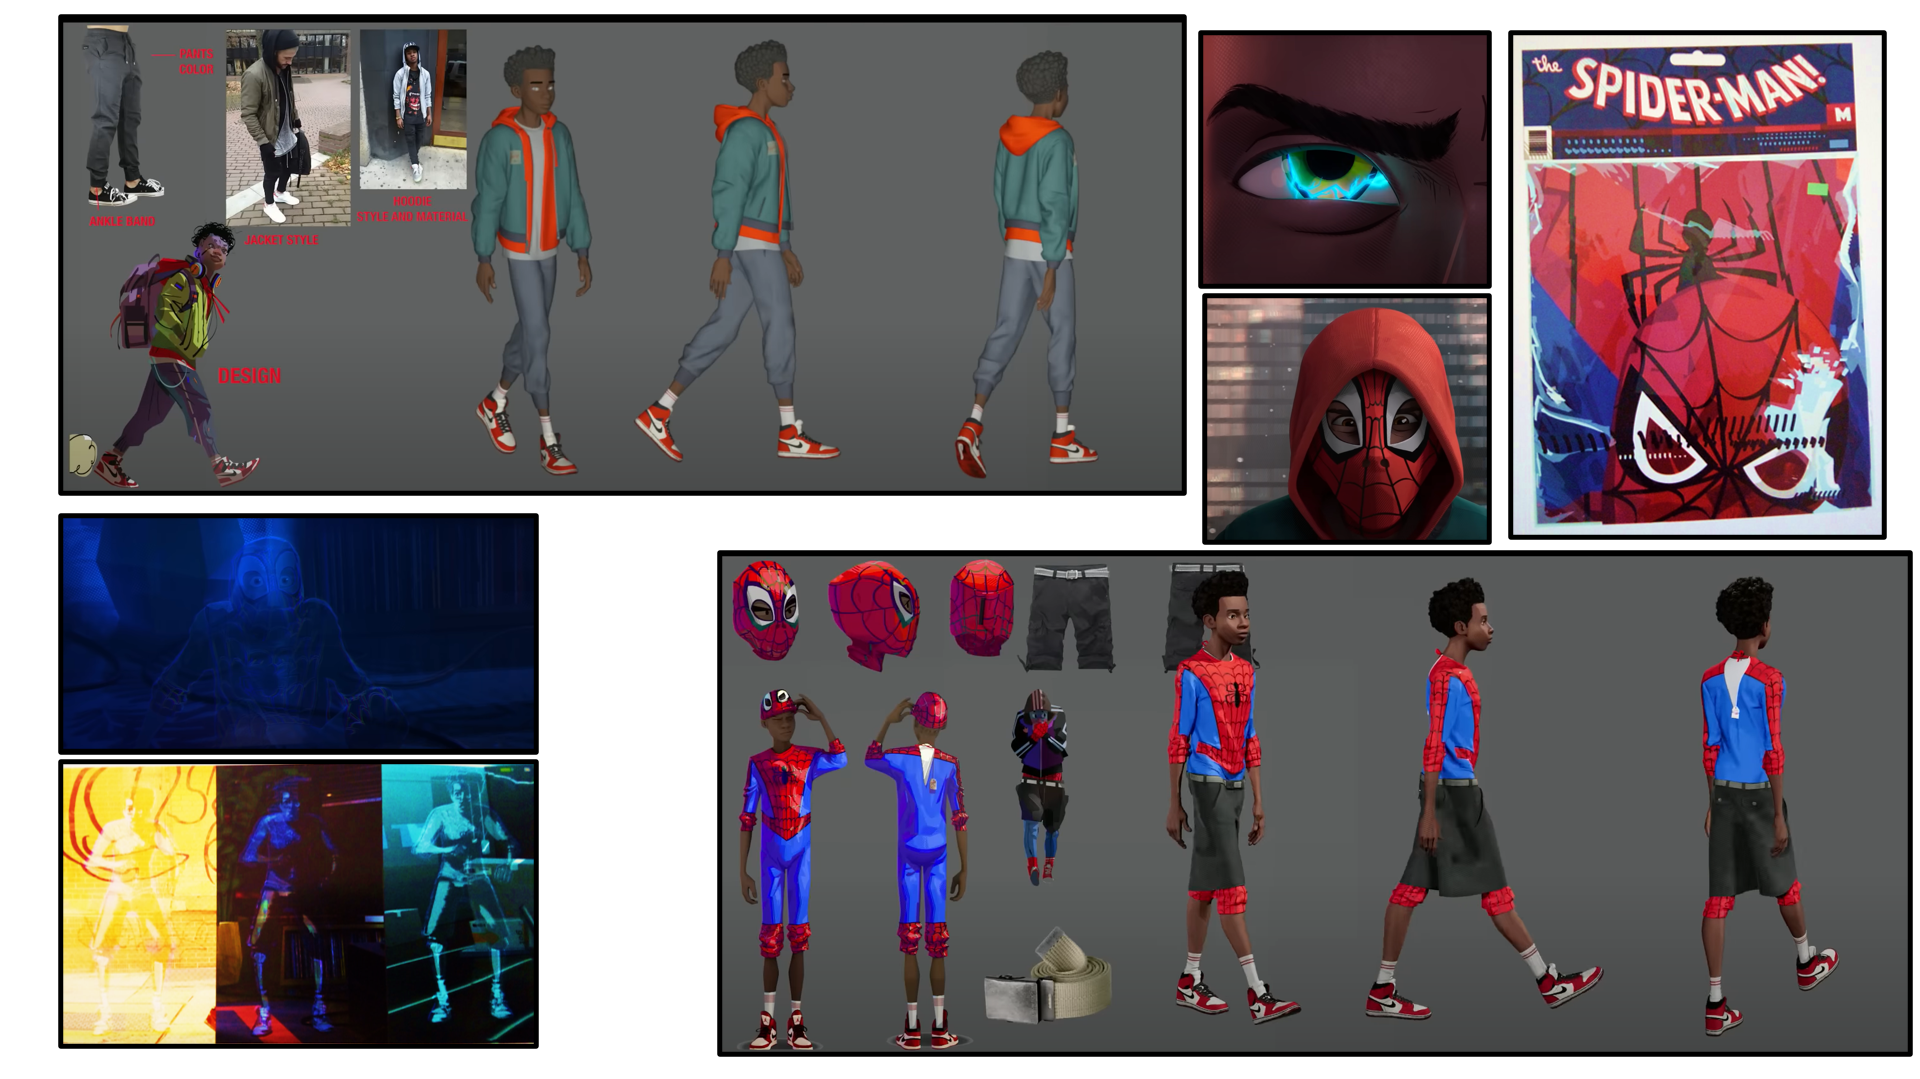 PANTS
COLOR
ANKLE BAND
JACKET STYLE
HOODIE
STYLE AND MATERIAL
DESIGN
the
SPIDER-MAN!
M